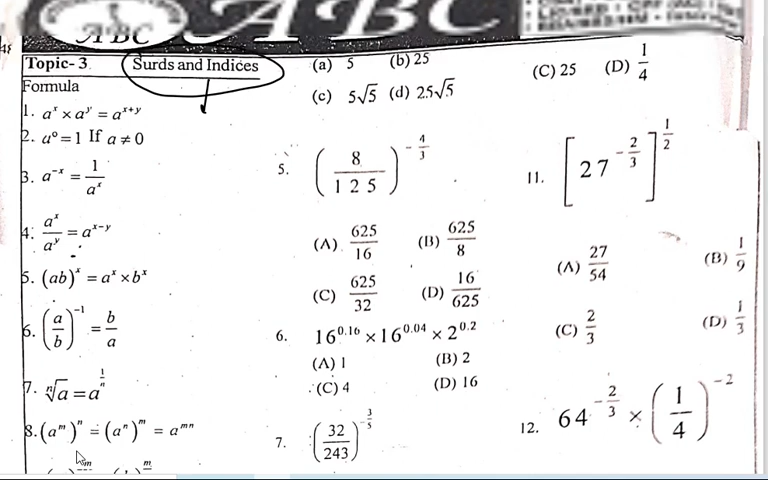 ABC
ABC
Topic- 3 Surds and Indices
Formula
1. a^x × a^y = a^(x+y)
2. a° = 1 If a ≠ 0
3. a^(-x) = 1/a^x
4. a^x/a^y = a^(x-y)
5. (ab)^x = a^x × b^x
6. (a/b)^(-1) = b/a
7. ⁿ√a = a^(1/n)
8. (a^m)^n = (a^n)^m = a^(mn)
(a) 5 (b) 25
(c) 5√5 (d) 25√5
5. (8/125)^(-4/3)
(A) 625/16 (B) 625/8
(C) 625/32 (D) 16/625
6. 16^0.16 × 16^0.04 × 2^0.2
(A) 1 (B) 2
(C) 4 (D) 16
7. (32/243)^(-3/5)
(C) 25 (D) 1/4
11. [27^(-2/3)]^(1/2)
(A) 27/54 (B) 1/9
(C) 2/3 (D) 1/3
12. 64^(-2/3) × (1/4)^(-2)